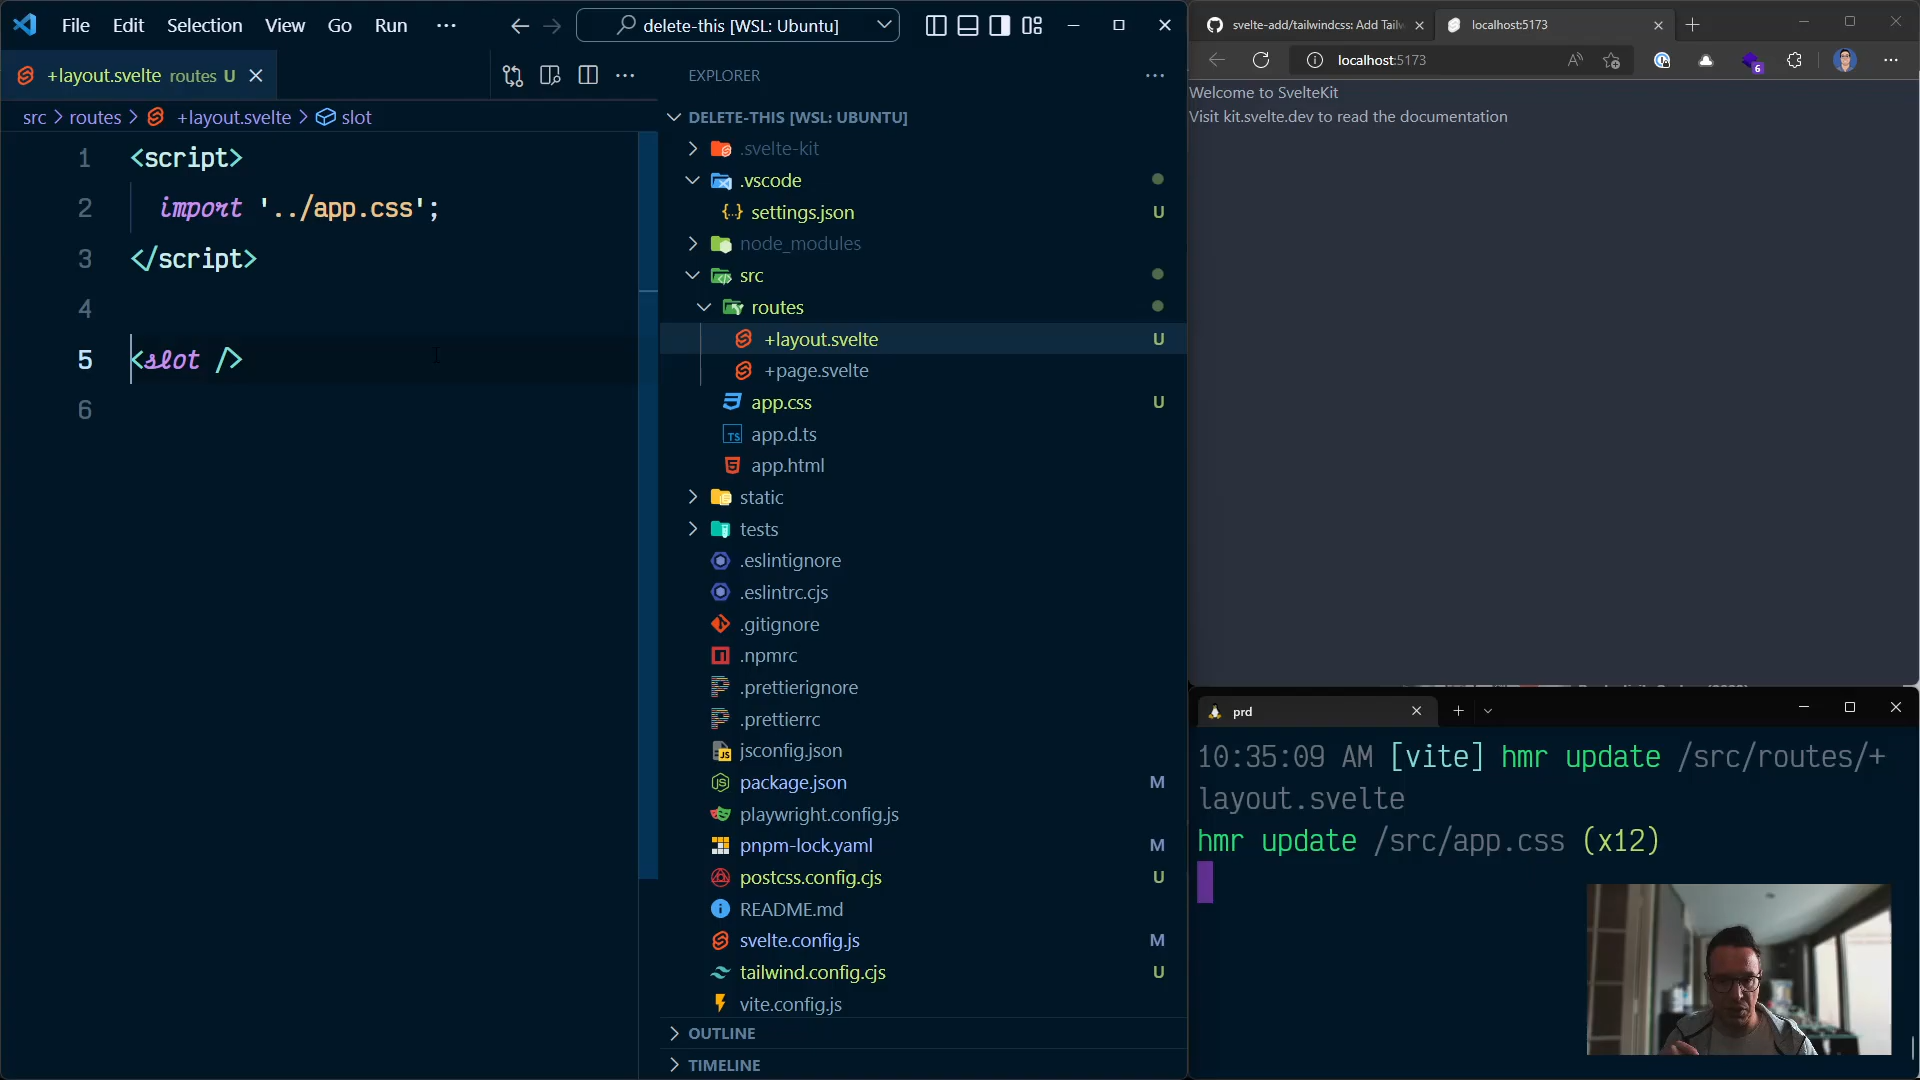 File Edit Selection View Go Run ···
delete-this [WSL: Ubuntu]
+layout.svelte routes U
src > routes > +layout.svelte > slot
1 <script>
2 import '../app.css';
3 </script>
4
5 <slot />
6
EXPLORER
DELETE-THIS [WSL: UBUNTU]
.svelte-kit
.vscode
settings.json U
node_modules
src
routes
+layout.svelte U
+page.svelte
app.css U
app.d.ts
app.html
static
tests
.eslintignore
.eslintrc.cjs
.gitignore
.npmrc
.prettierignore
.prettierrc
jsconfig.json
package.json M
playwright.config.js
pnpm-lock.yaml M
postcss.config.cjs U
README.md
svelte.config.js M
tailwind.config.cjs U
vite.config.js
OUTLINE
TIMELINE
svelte-add/tailwindcss: Add Tailw
localhost:5173
localhost:5173
6
Welcome to SvelteKit
Visit kit.svelte.dev to read the documentation
prd
10:35:09 AM [vite] hmr update /src/routes/+
layout.svelte
hmr update /src/app.css (x12)